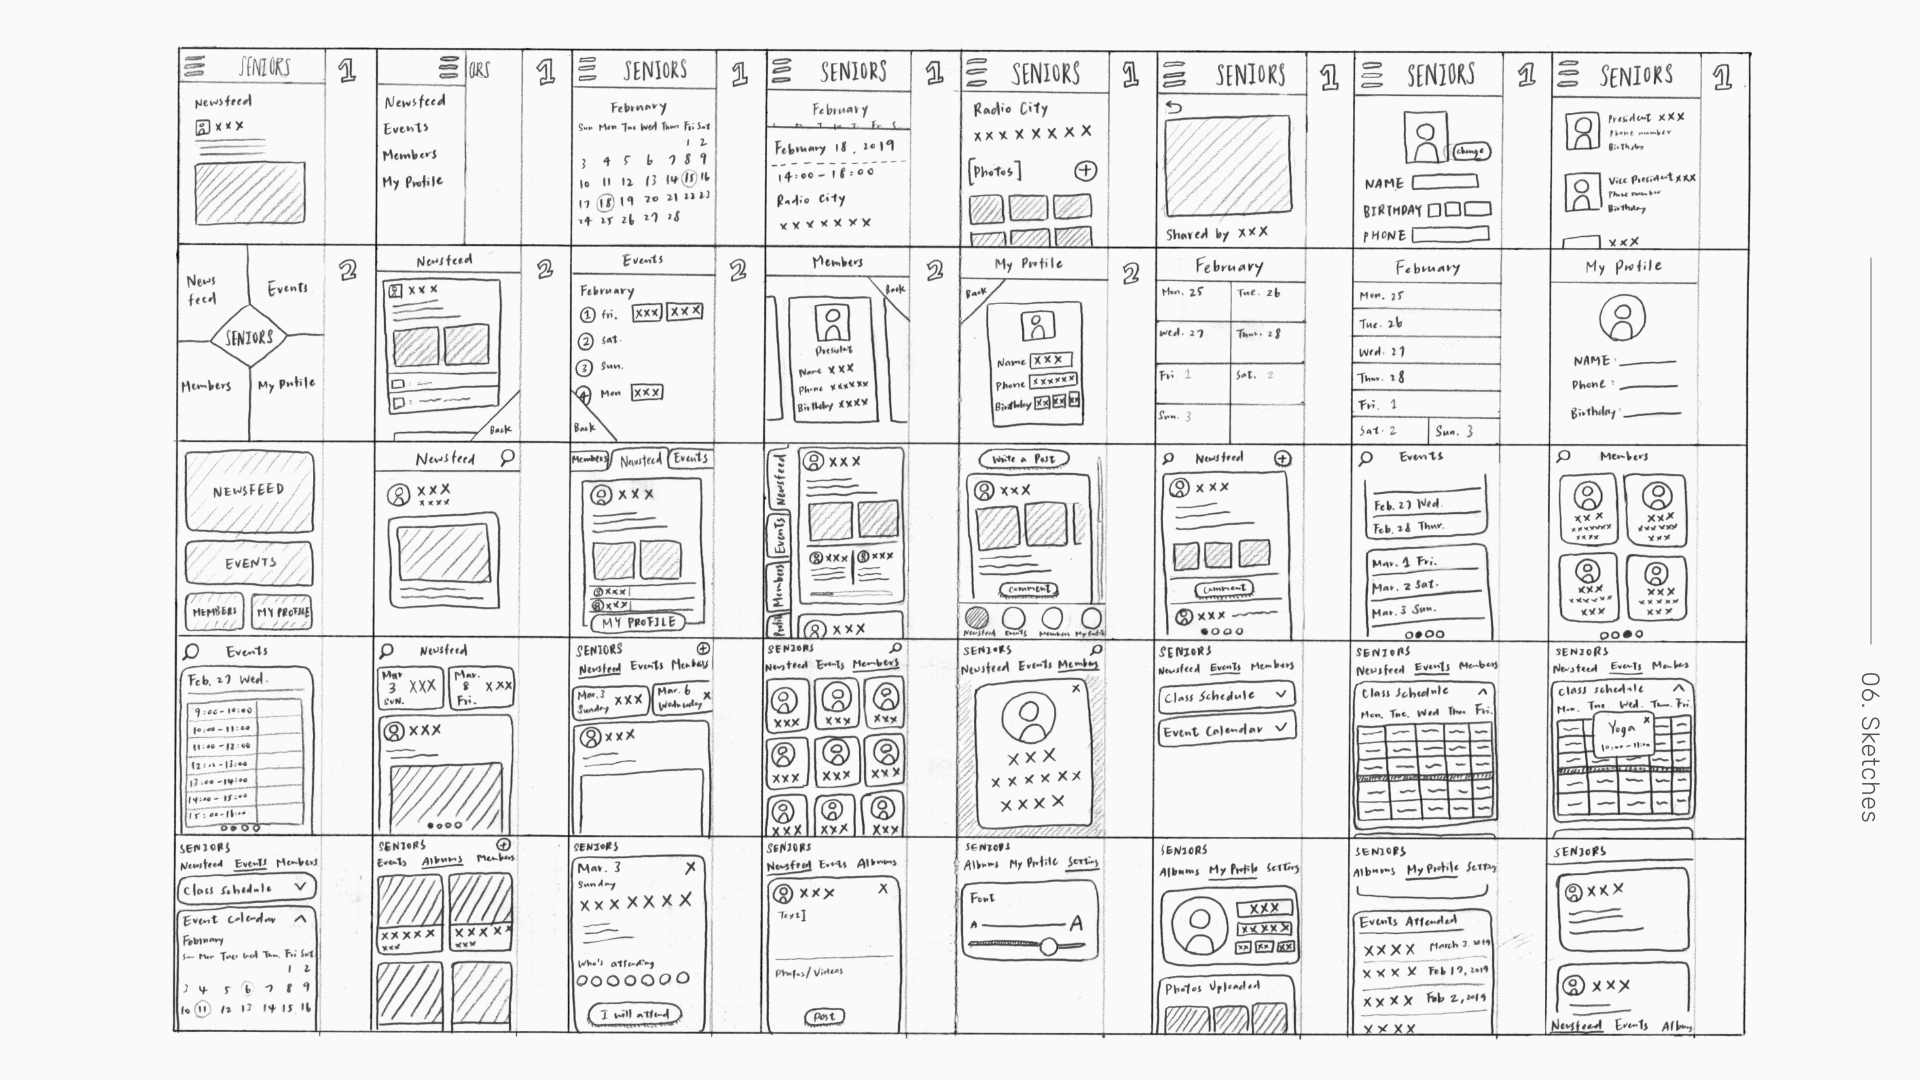 SENIORS
Newsfeed
xxx
1
ORS
Newsfeed
Events
Members
My Profile
1
SENIORS
February
Sun Mon Tue Wed Thur Fri Sat
1 2
3 4 5 6 7 8 9
10 11 12 13 14 15 16
17 18 19 20 21 22 23
24 25 26 27 28
1
SENIORS
February
February 18, 2019
14:00 - 18:00
Radio City
xxxxxxx
1
SENIORS
Radio City
xxxxxxxx
[Photos] +
1
SENIORS
Shared by xxx
1
SENIORS
change
NAME
BIRTHDAY
PHONE
1
SENIORS
President xxx
Phone number
Birthday
Vice President xxx
Phone number
Birthday
xxx
1
News
feed
Events
SENIORS
Members
My Profile
2
Newsfeed
xxx
Back
2
Events
February
1 Fri. xxx xxx
2 Sat.
3 Sun.
4 Mon xxx
Back
2
Members
Back
President
Name xxx
Phone xxxxxx
Birthday xxxx
2
My Profile
Back
Name xxx
Phone xxxxxx
Birthday xx xx xx
2
February
Mon. 25 Tue. 26
Wed. 27 Thur. 28
Fri 1 Sat. 2
Sun. 3
February
Mon. 25
Tue. 26
Wed. 27
Thur. 28
Fri. 1
Sat. 2 Sun. 3
My Profile
NAME:
Phone:
Birthday:
NEWSFEED
EVENTS
MEMBERS MY PROFILE
Newsfeed
xxx
xxxx
Members Newsfeed Events
xxx
xxx
xxx
MY PROFILE
Newsfeed
Events
Members
Profile
xxx
xxx xxx
xxx
Write a Post
xxx
comment
Newsfeed Events Members My Profile
Newsfeed +
xxx
comment
xxx
Events
Feb. 27 Wed.
Feb. 28 Thur.
Mar. 1 Fri.
Mar. 2 Sat.
Mar. 3 Sun.
Members
xxx xxx
xxxxxxx xxxxxx
xxxx xxx
xxx xxx
xxxxxx xxxxxx
xxx xxx
Events
Feb. 27 Wed.
9:00-10:00
10:00-11:00
11:00-12:00
12:00-13:00
13:00-14:00
14:00-15:00
15:00-16:00
Newsfeed
Mar
3 xxx
SUN.
Mar.
8 xxx
Fri.
xxx
SENIORS +
Newsfeed Events Members
Mar. 3
Sunday xxx
Mar. 6
Wednesday x
xxx
SENIORS
Newsfeed Events Members
xxx xxx xxx
xxx xxx xxx
xxx xxx xxx
SENIORS
Newsfeed Events Members
x
xxx
xxxxxx
xxxx
SENIORS
Newsfeed Events Members
Class Schedule
Event Calendar
SENIORS
Newsfeed Events Members
Class Schedule
Mon. Tue. Wed Thur Fri.
SENIORS
Newsfeed Events Members
Class schedule
Mon. Tue. Wed. Thur. Fri.
x
Yoga
10:00-11:00
SENIORS
Newsfeed Events Members
Class Schedule
Event Calendar
February
Sun Mon Tues Wed Thu. Fri Sat
1 2
3 4 5 6 7 8 9
10 11 12 13 14 15 16
SENIORS +
Events Albums Members
xxxxx xxxxx
xxx xxx
SENIORS
Mar. 3 X
Sunday
xxxxxxx
Who's attending
I will attend
SENIORS
Newsfeed Events Albums
xxx x
Text]
Photos/Videos
Post
SENIORS
Albums My Profile Setting
Font
A A
SENIORS
Albums My Profile Setting
xxx
xxxxx
xx xx xx
Photos Uploaded
SENIORS
Albums My Profile Setting
Events Attended
xxxx March 3. 2019
xxxx Feb 17, 2019
xxxx Feb 2, 2019
xxxx
SENIORS
xxx
xxx
Newsfeed Events Albums
06. Sketches